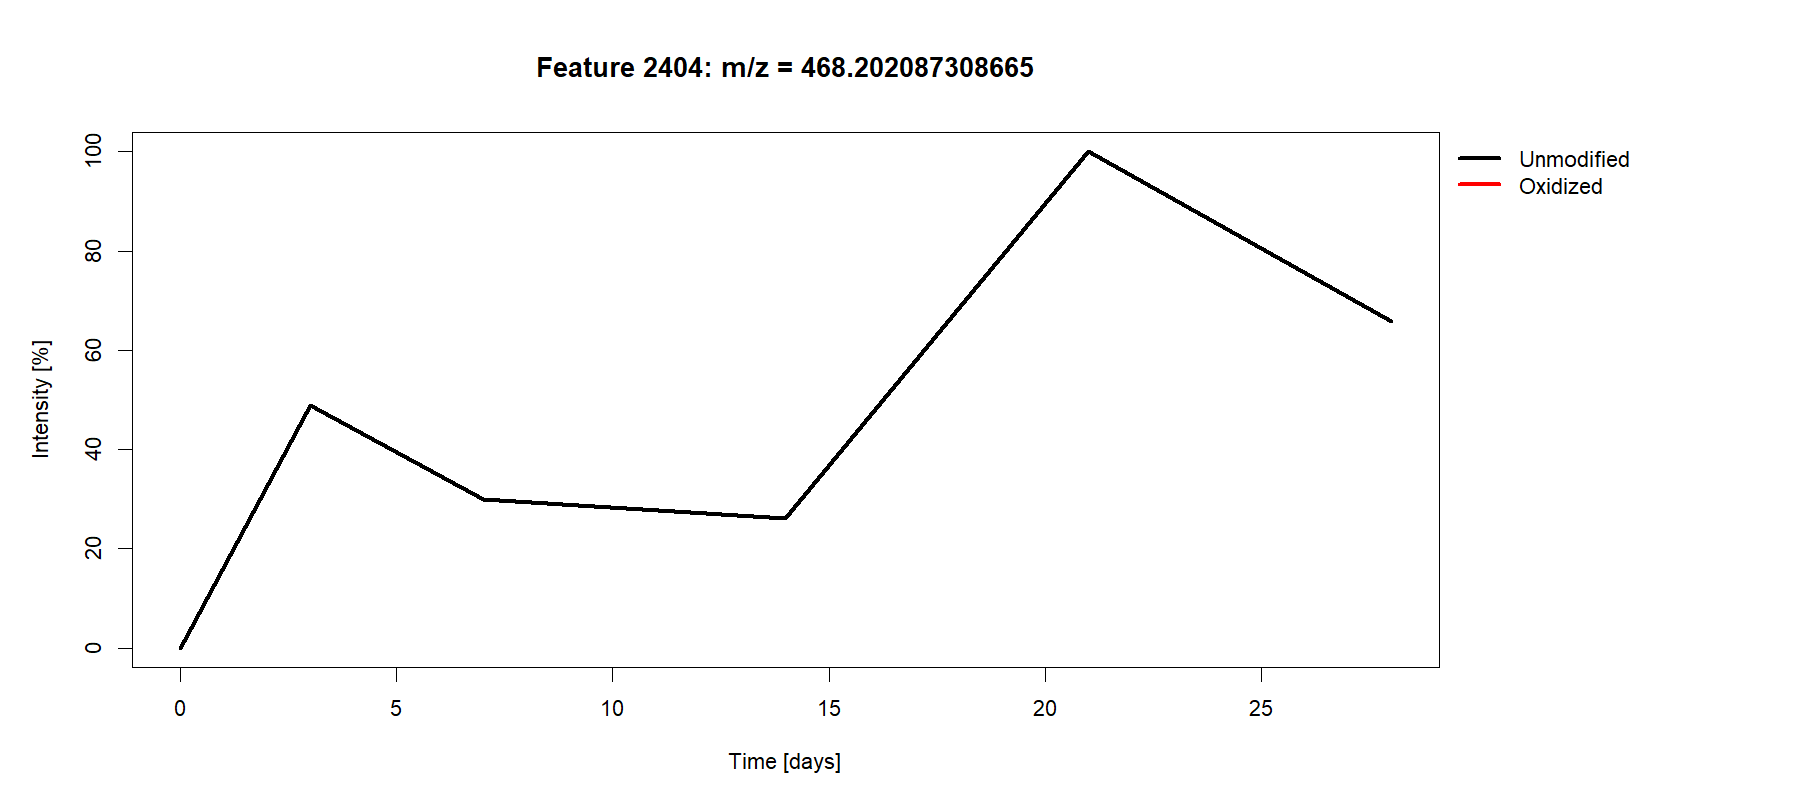 Feature 2404: m/z = 468.202087308665
Unmodified
Oxidized
Intensity [%]
100
80
60
40
20
0
0 5 10 15 20 25
Time [days]